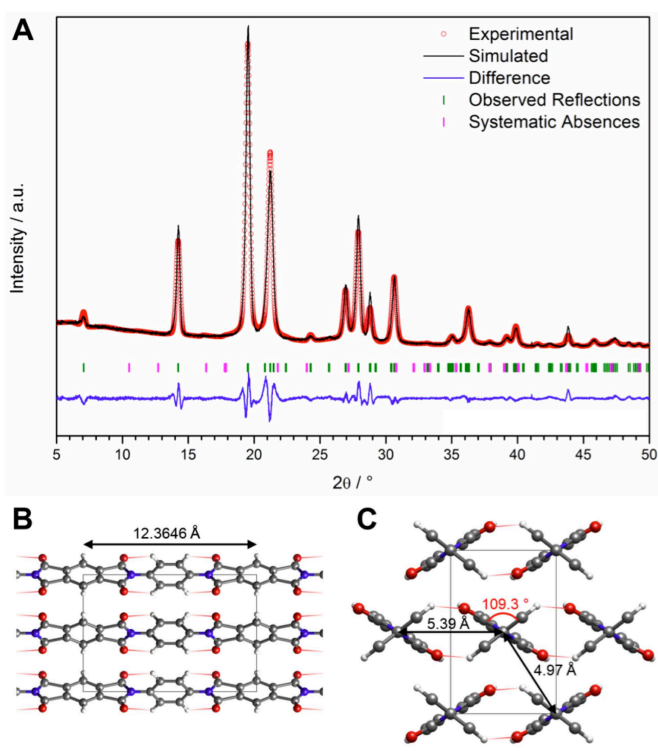 A
Experimental
Simulated
Difference
Observed Reflections
Systematic Absences
Intensity / a.u.
5 10 15 20 25 30 35 40 45 50
2θ / °
B
12.3646 Å
C
109.3 °
5.39 Å
4.97 Å